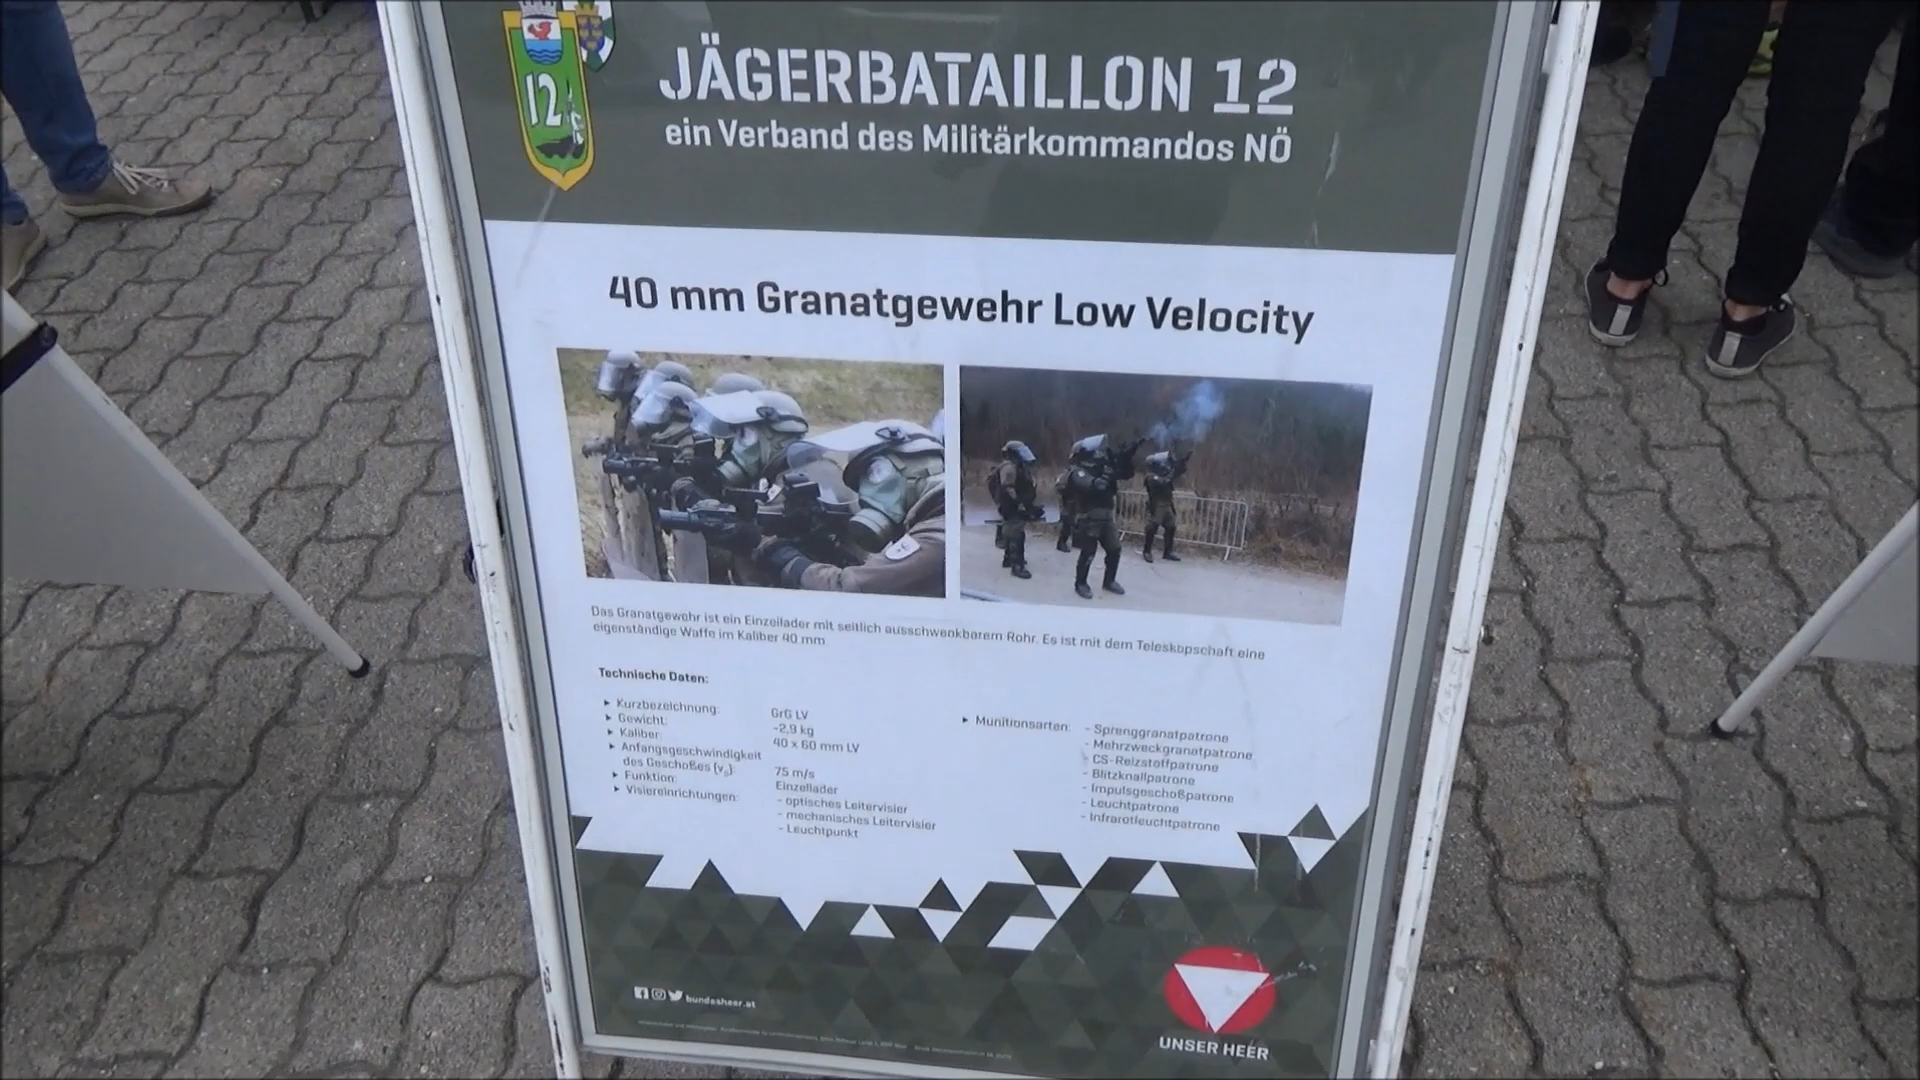 12
JÄGERBATAILLON 12
ein Verband des Militärkommandos NÖ
40 mm Granatgewehr Low Velocity
Das Granatgewehr ist ein Einzellader mit seitlich ausschwenkbarem Rohr. Es ist mit dem Teleskopschaft eine
eigenständige Waffe im Kaliber 40 mm
Technische Daten:
▸ Kurzbezeichnung: GrG LV
▸ Gewicht: ~2,9 kg
▸ Kaliber: 40 x 60 mm LV
▸ Anfangsgeschwindigkeit
des Geschoßes (v₀): 75 m/s
▸ Funktion: Einzellader
▸ Visiereinrichtungen: - optisches Leitervisier
- mechanisches Leitervisier
- Leuchtpunkt
▸ Munitionsarten: - Sprenggranatpatrone
- Mehrzweckgranatpatrone
- CS-Reizstoffpatrone
- Blitzknallpatrone
- Impulsgeschoßpatrone
- Leuchtpatrone
- Infrarotleuchtpatrone
bundesheer.at
UNSER HEER